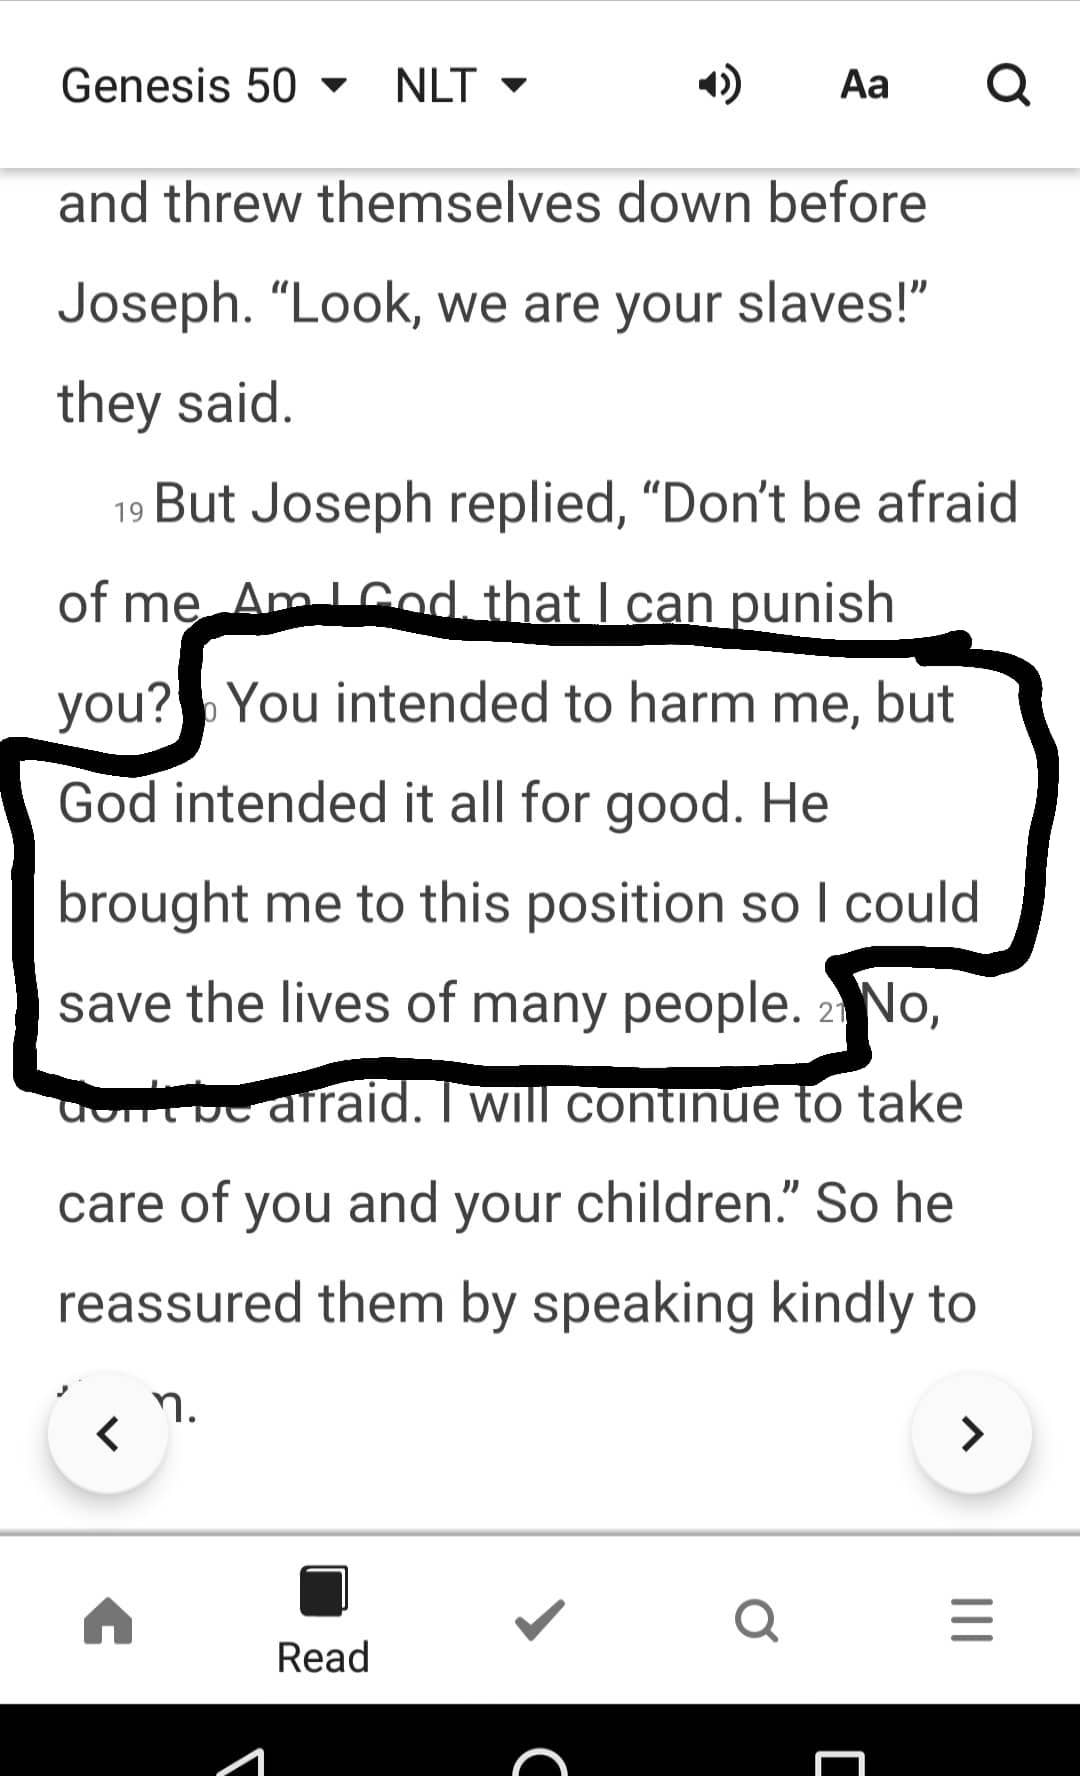 Genesis 50 NLT Aa
and threw themselves down before
Joseph. “Look, we are your slaves!”
they said.
19 But Joseph replied, “Don’t be afraid
of me. Am I God, that I can punish
you? You intended to harm me, but
God intended it all for good. He
brought me to this position so I could
save the lives of many people. 21 No,
don’t be afraid. I will continue to take
care of you and your children.” So he
reassured them by speaking kindly to
Read